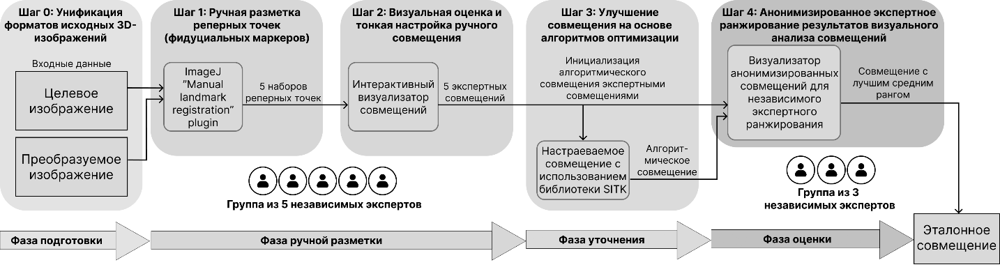 Шаг 0: Унификация
форматов исходных 3D-
изображений
Входные данные
Целевое
изображение
Преобразуемое
изображение
Шаг 1: Ручная разметка
реперных точек
(фидуциальных маркеров)
ImageJ
”Manual
landmark
registration”
plugin
5 наборов
реперных точек
Шаг 2: Визуальная оценка и
тонкая настройка ручного
совмещения
Интерактивный
визуализатор
совмещений
5 экспертных
совмещений
Группа из 5 независимых экспертов
Шаг 3: Улучшение
совмещения на основе
алгоритмов оптимизации
Инициализация
алгоритмического
совмещения экспертными
совмещениями
Настраеваемое
совмещение с
использованием
библиотеки SITK
Алгорит-
мическое
совмещение
Шаг 4: Анонимизированное экспертное
ранжирование результатов визуального
анализа совмещений
Визуализатор
анонимизированных
совмещений для
независимого
экспертного
ранжирования
Совмещение с
лучшим средним
рангом
Группа из 3
независимых экспертов
Фаза подготовки
Фаза ручной разметки
Фаза уточнения
Фаза оценки
Эталонное
совмещение